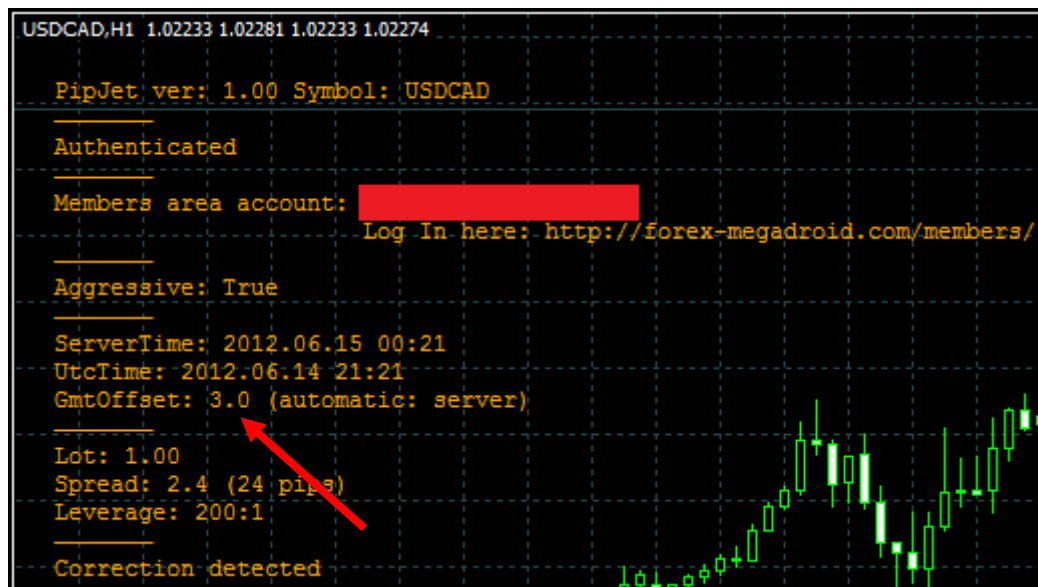 USDCAD,H1 1.02233 1.02281 1.02233 1.02274
PipJet ver: 1.00 Symbol: USDCAD
Authenticated
Members area account:
Log In here: http://forex-megadroid.com/members/
Aggressive: True
ServerTime: 2012.06.15 00:21
UtcTime: 2012.06.14 21:21
GmtOffset: 3.0 (automatic: server)
Lot: 1.00
Spread: 2.4 (24 pips)
Leverage: 200:1
Correction detected